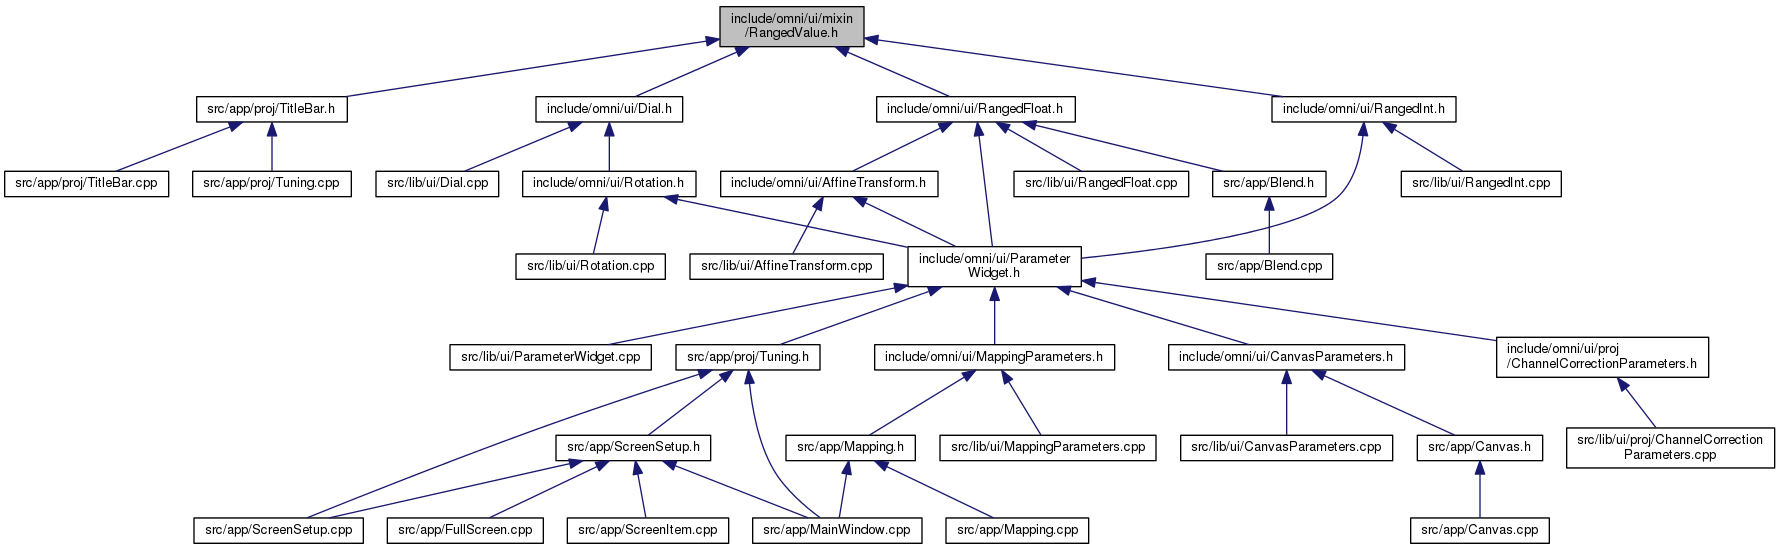 include/omni/ui/mixin
/RangedValue.h
src/app/proj/TitleBar.h
include/omni/ui/Dial.h
include/omni/ui/RangedFloat.h
include/omni/ui/RangedInt.h
src/app/proj/TitleBar.cpp
src/app/proj/Tuning.cpp
src/lib/ui/Dial.cpp
include/omni/ui/Rotation.h
include/omni/ui/AffineTransform.h
src/lib/ui/RangedFloat.cpp
src/app/Blend.h
src/lib/ui/RangedInt.cpp
src/lib/ui/Rotation.cpp
src/lib/ui/AffineTransform.cpp
include/omni/ui/Parameter
Widget.h
src/app/Blend.cpp
src/lib/ui/ParameterWidget.cpp
src/app/proj/Tuning.h
include/omni/ui/MappingParameters.h
include/omni/ui/CanvasParameters.h
include/omni/ui/proj
/ChannelCorrectionParameters.h
src/app/ScreenSetup.h
src/app/Mapping.h
src/lib/ui/MappingParameters.cpp
src/lib/ui/CanvasParameters.cpp
src/app/Canvas.h
src/lib/ui/proj/ChannelCorrection
Parameters.cpp
src/app/ScreenSetup.cpp
src/app/FullScreen.cpp
src/app/ScreenItem.cpp
src/app/MainWindow.cpp
src/app/Mapping.cpp
src/app/Canvas.cpp